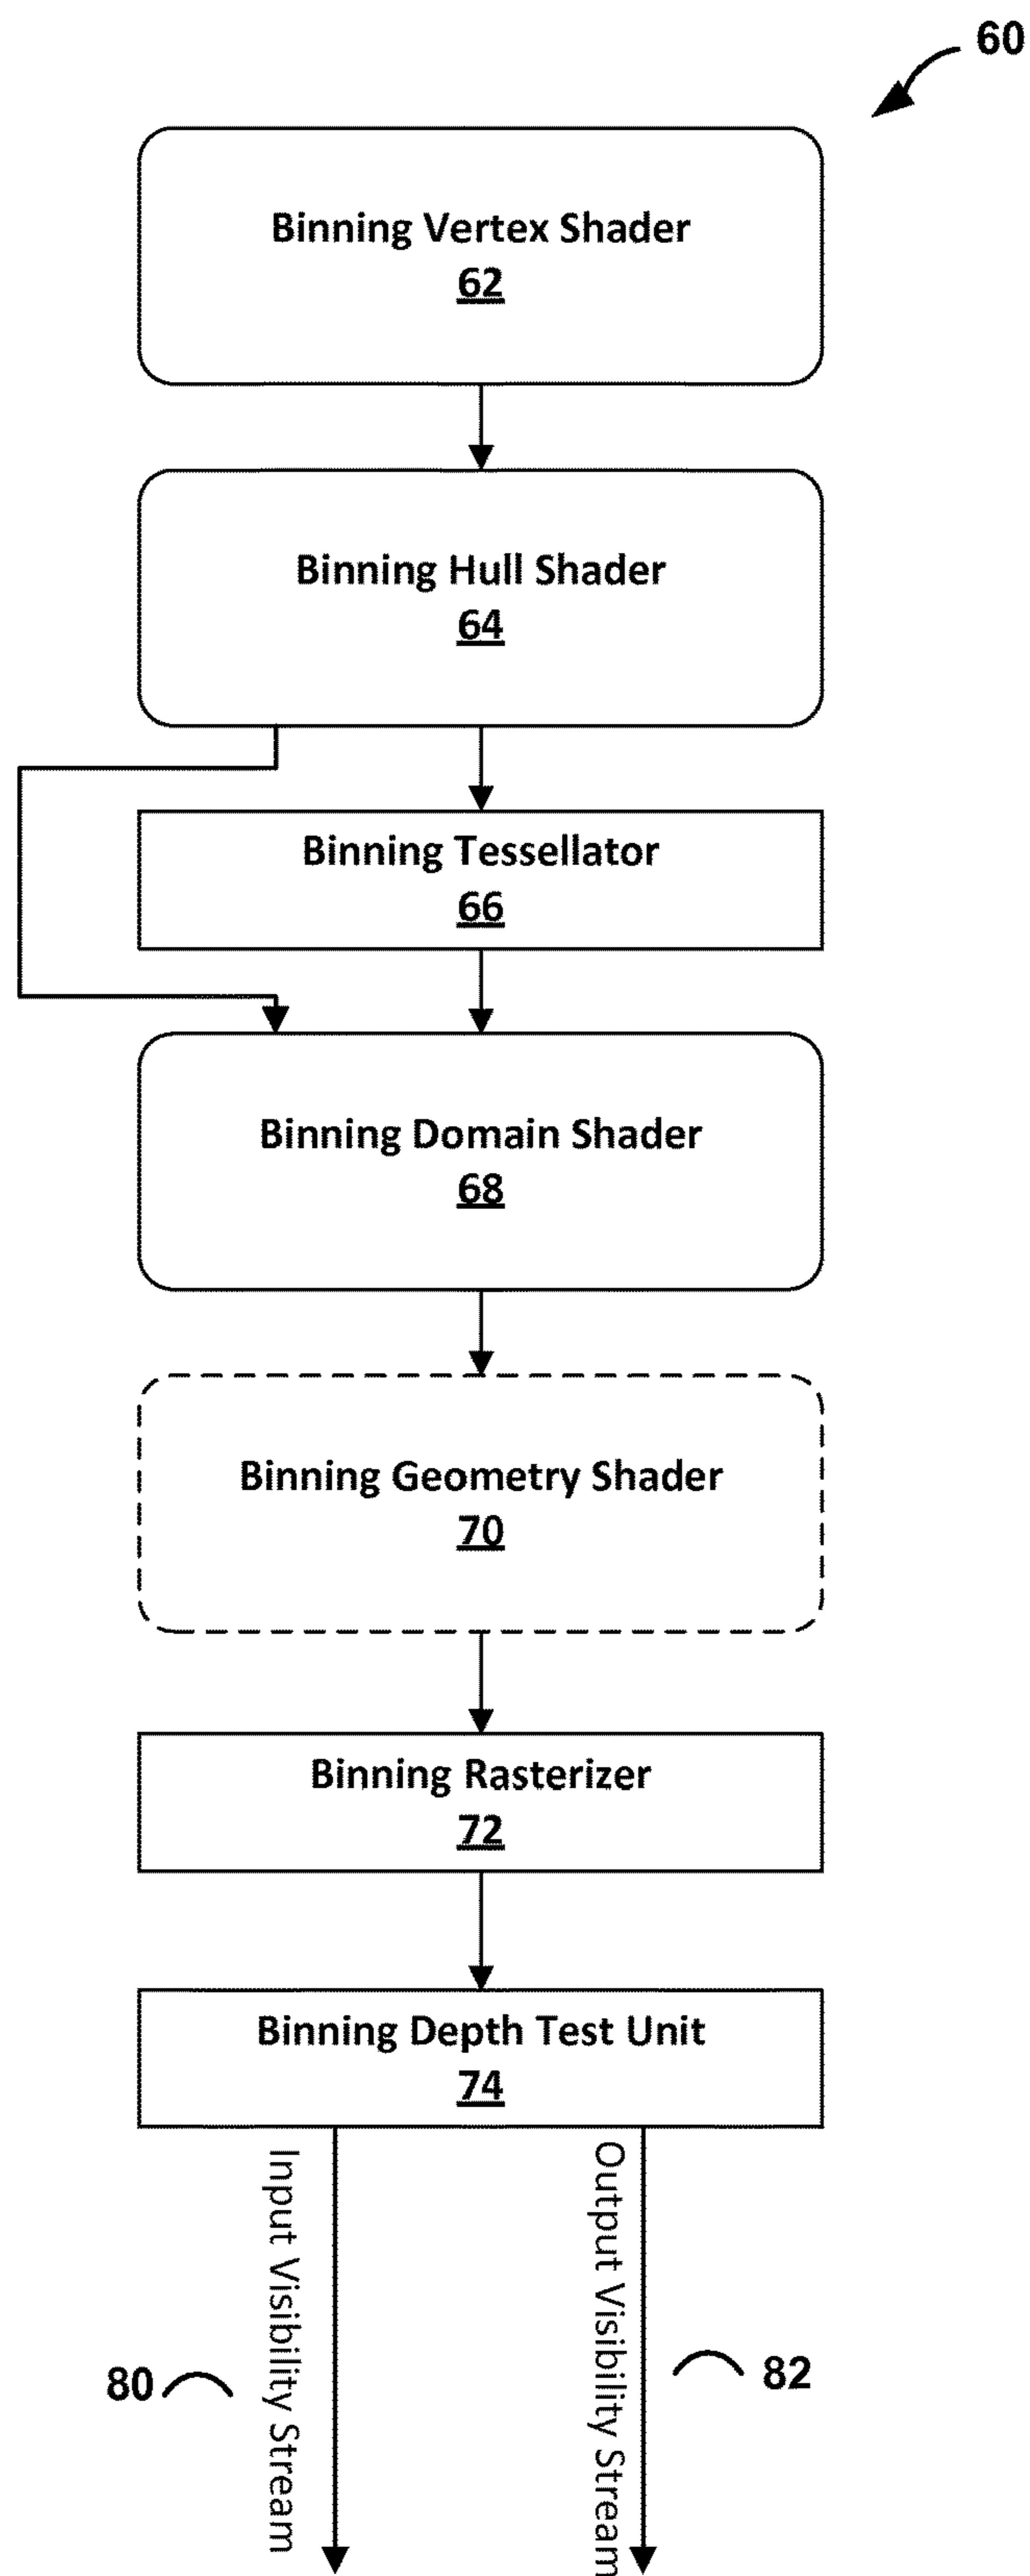 60
Binning Vertex Shader
62
Binning Hull Shader
64
Binning Tessellator
66
Binning Domain Shader
68
Binning Geometry Shader
70
Binning Rasterizer
72
Binning Depth Test Unit
74
Input Visibility Stream
Output Visibility Stream
80
82